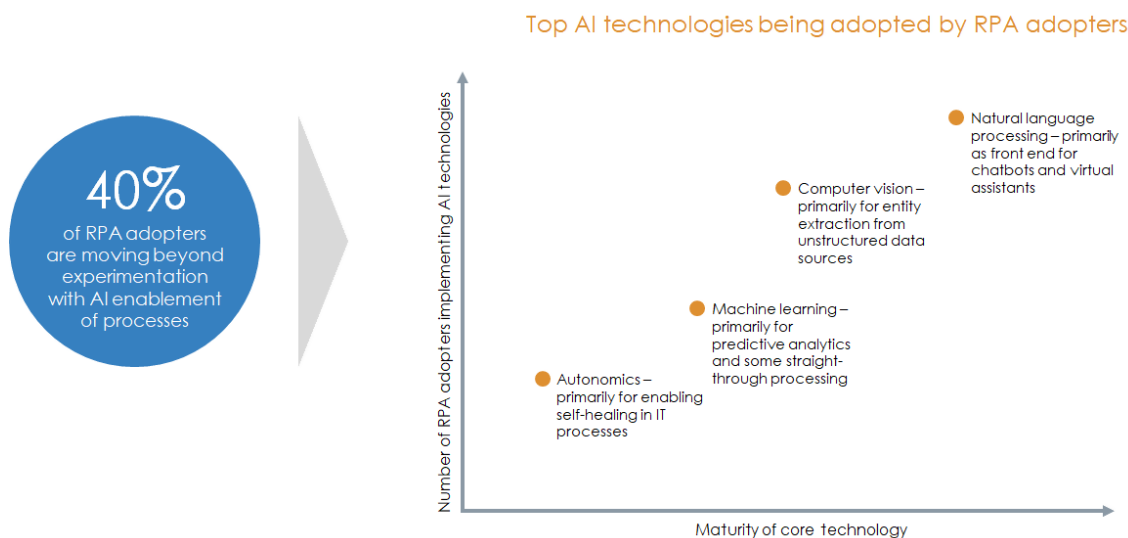 Top AI technologies being adopted by RPA adopters
40%
of RPA adopters
are moving beyond
experimentation
with AI enablement
of processes
Number of RPA adopters implementing AI technologies
Natural language
processing – primarily
as front end for
chatbots and virtual
assistants
Computer vision –
primarily for entity
extraction from
unstructured data
sources
Machine learning –
primarily for
predictive analytics
and some straight-
through processing
Autonomics –
primarily for enabling
self-healing in IT
processes
Maturity of core technology